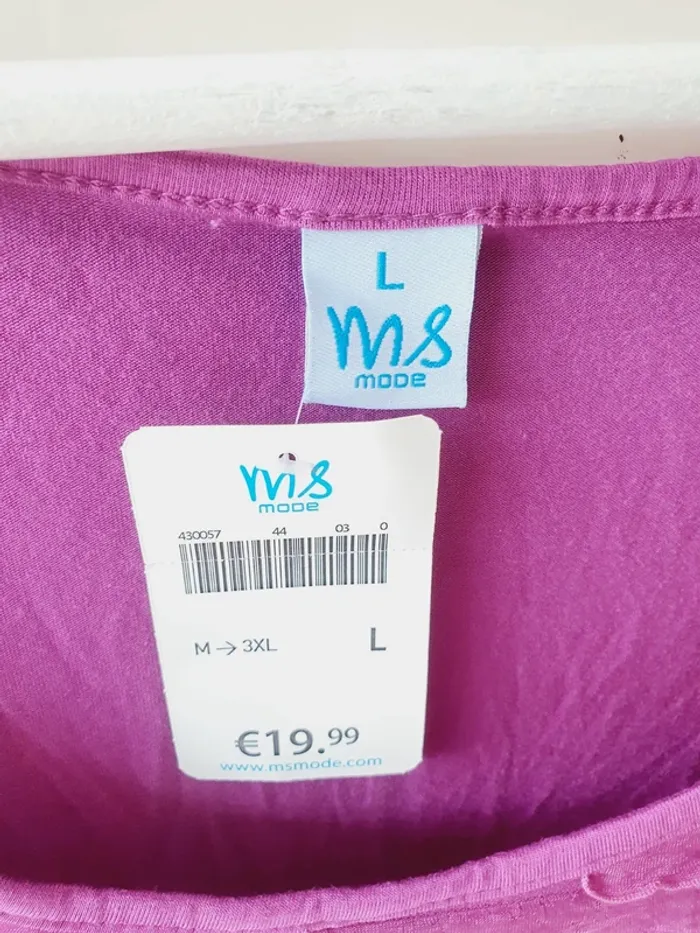 L
ms
mode
ms
mode
430057 44 03 0
M → 3XL L
€19.99
www.msmode.com